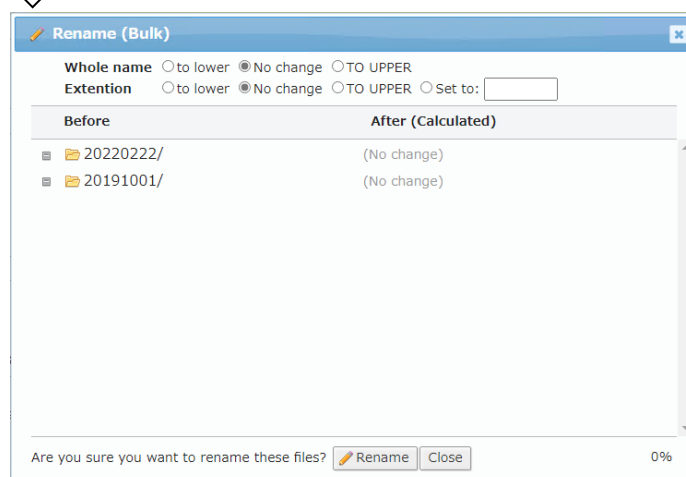 Rename (Bulk)
Whole name to lower No change TO UPPER
Extention to lower No change TO UPPER Set to:
Before After (Calculated)
20220222/ (No change)
20191001/ (No change)
Are you sure you want to rename these files? Rename Close 0%